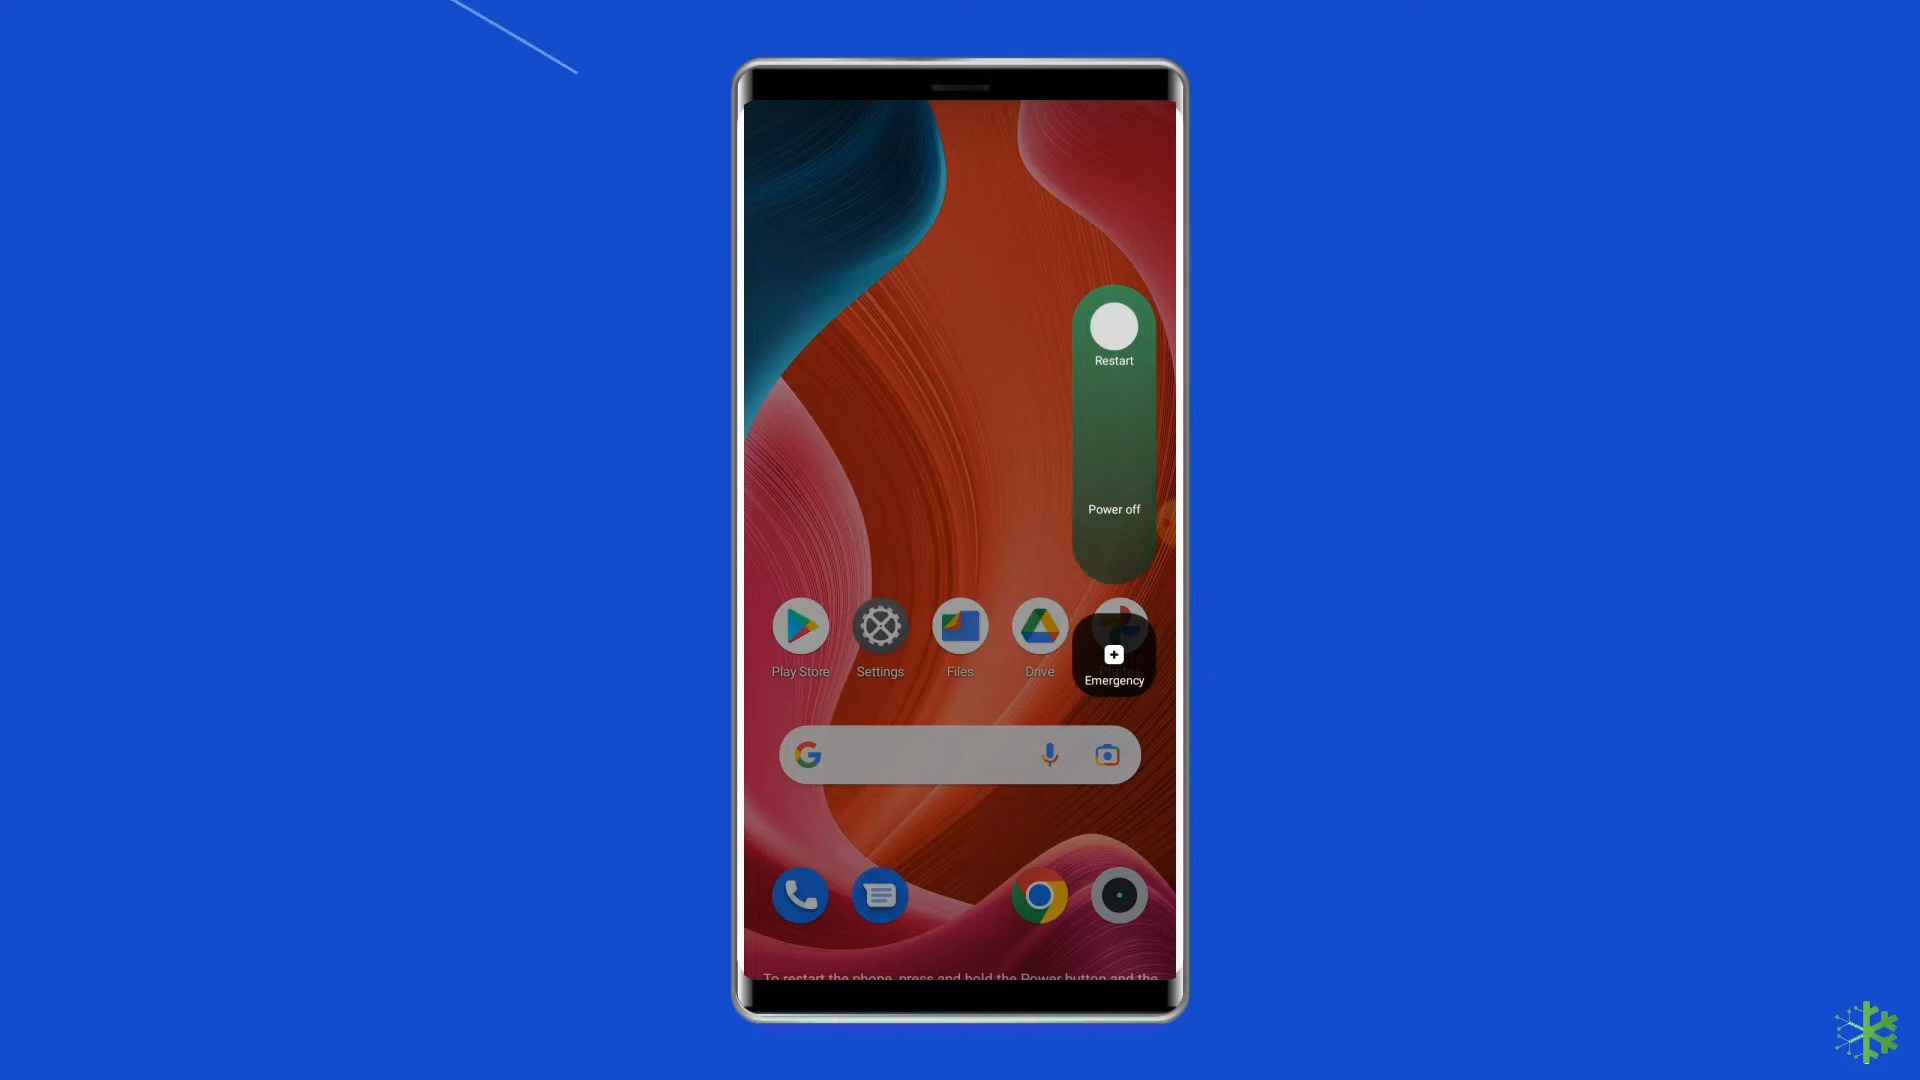 Restart
Power off
Play Store
Settings
Files
Drive
Photos
Emergency
To restart the phone, press and hold the Power button and the